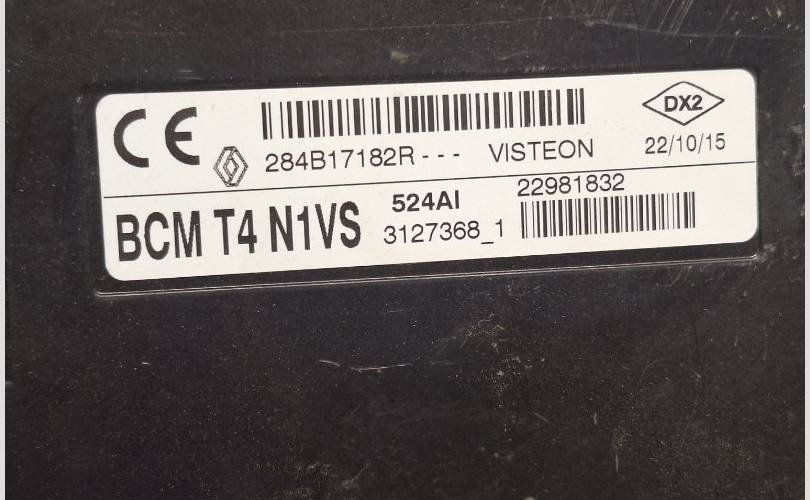 CE 284B17182R - - - VISTEON DX2 22/10/15
BCM T4 N1VS 524AI 3127368_1 22981832